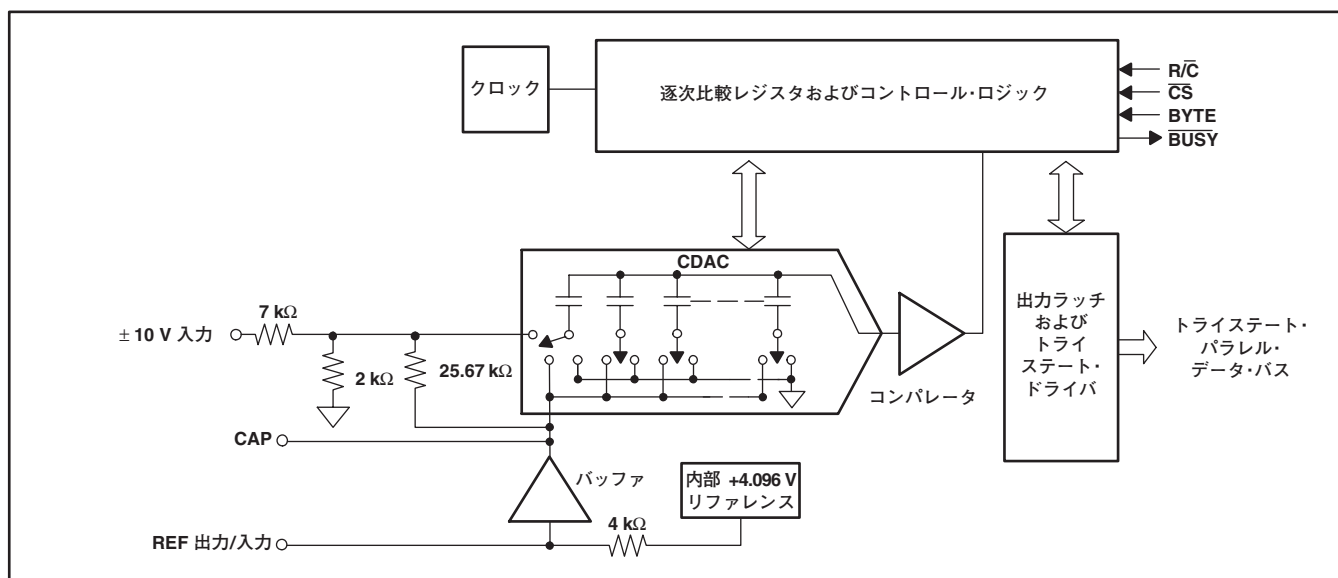 クロック
逐次比較レジスタおよびコントロール・ロジック
R/C̅
C̅S̅
BYTE
B̅U̅S̅Y̅
CDAC
7 kΩ
± 10 V 入力
2 kΩ
25.67 kΩ
コンパレータ
出力ラッチ
および
トライ
ステート・
ドライバ
トライステート・
パラレル・
データ・バス
CAP
バッファ
内部 +4.096 V
リファレンス
4 kΩ
REF 出力/入力